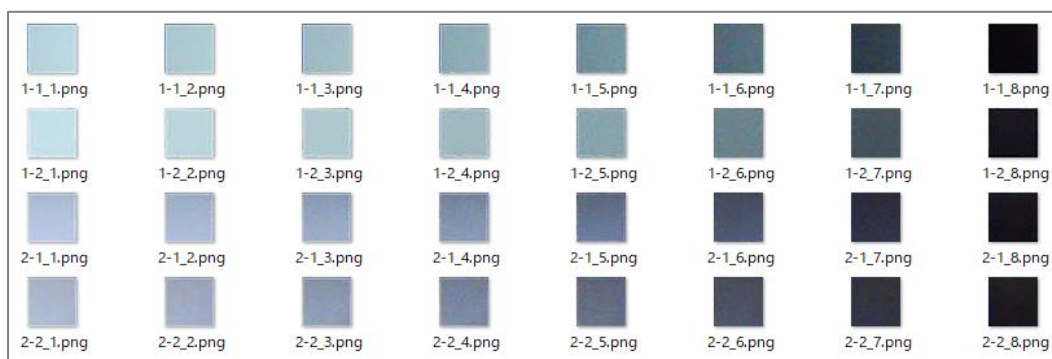 1-1_1.png 1-1_2.png 1-1_3.png 1-1_4.png 1-1_5.png 1-1_6.png 1-1_7.png 1-1_8.png
1-2_1.png 1-2_2.png 1-2_3.png 1-2_4.png 1-2_5.png 1-2_6.png 1-2_7.png 1-2_8.png
2-1_1.png 2-1_2.png 2-1_3.png 2-1_4.png 2-1_5.png 2-1_6.png 2-1_7.png 2-1_8.png
2-2_1.png 2-2_2.png 2-2_3.png 2-2_4.png 2-2_5.png 2-2_6.png 2-2_7.png 2-2_8.png